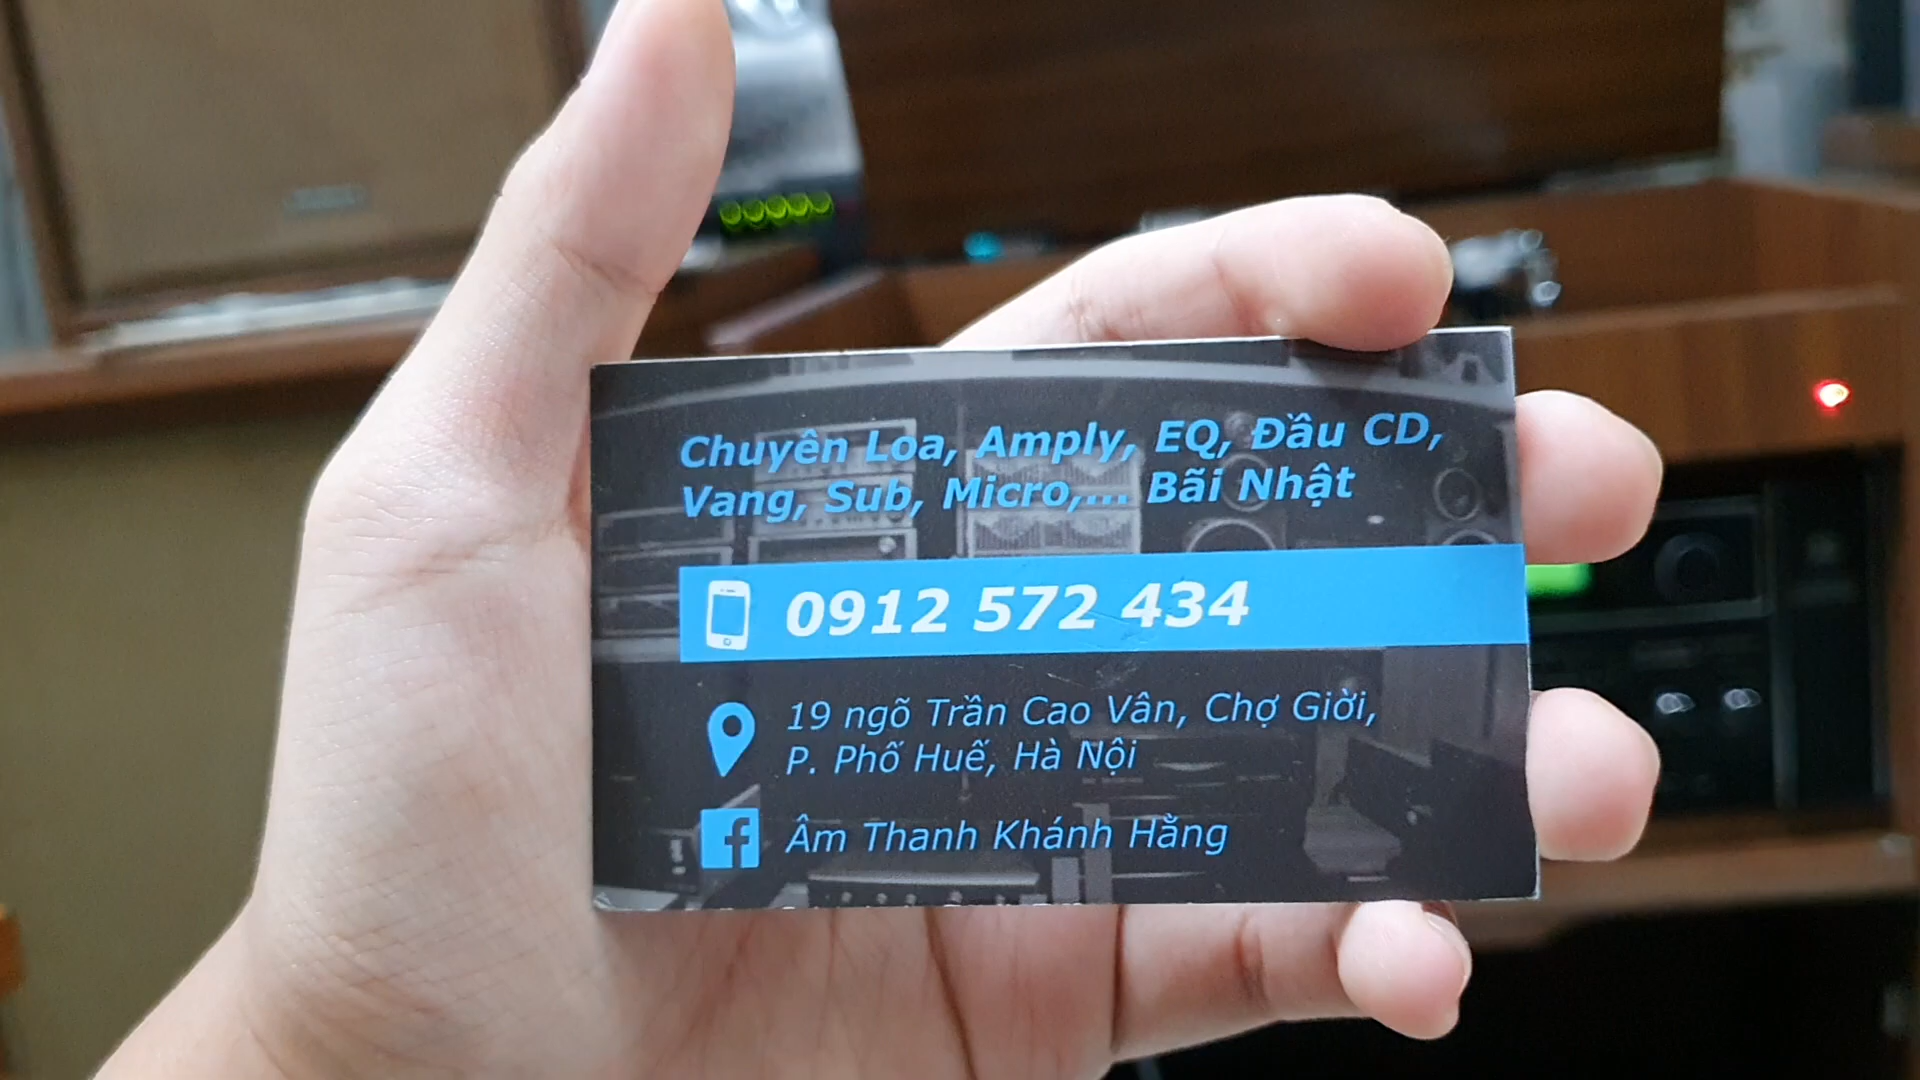 Chuyên Loa, Amply, EQ, Đầu CD,
Vang, Sub, Micro,... Bãi Nhật
0912 572 434
19 ngõ Trần Cao Vân, Chợ Giời,
P. Phố Huế, Hà Nội
Âm Thanh Khánh Hằng